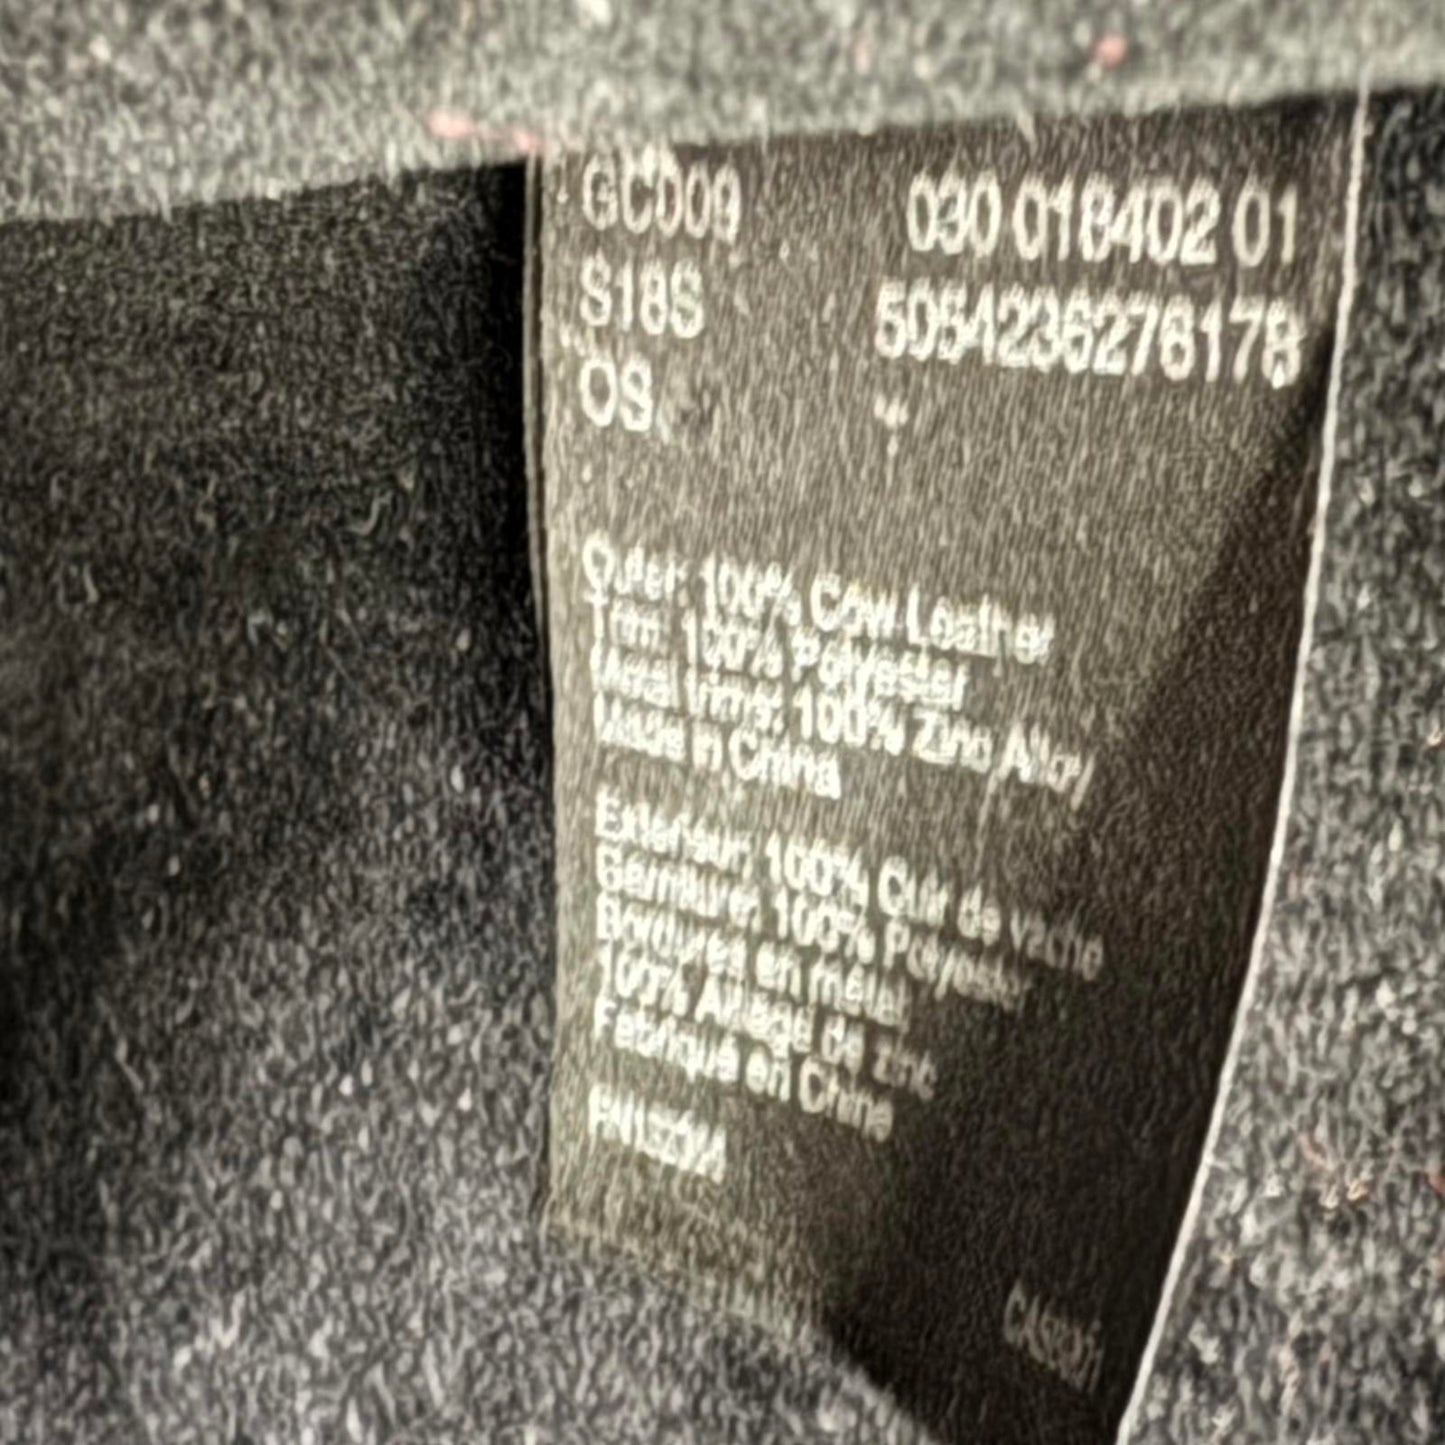 GCD09 030 018402 01
S18S 5054236276178
OS
Outer: 100% Cow Leather
Trim: 100% Polyester
Metal Trims: 100% Zinc Alloy
Made in China
Extérieur: 100% Cuir de vache
Garniture: 100% Polyester
Bordures en métal
100% Alliage de zinc
Fabriqué en China